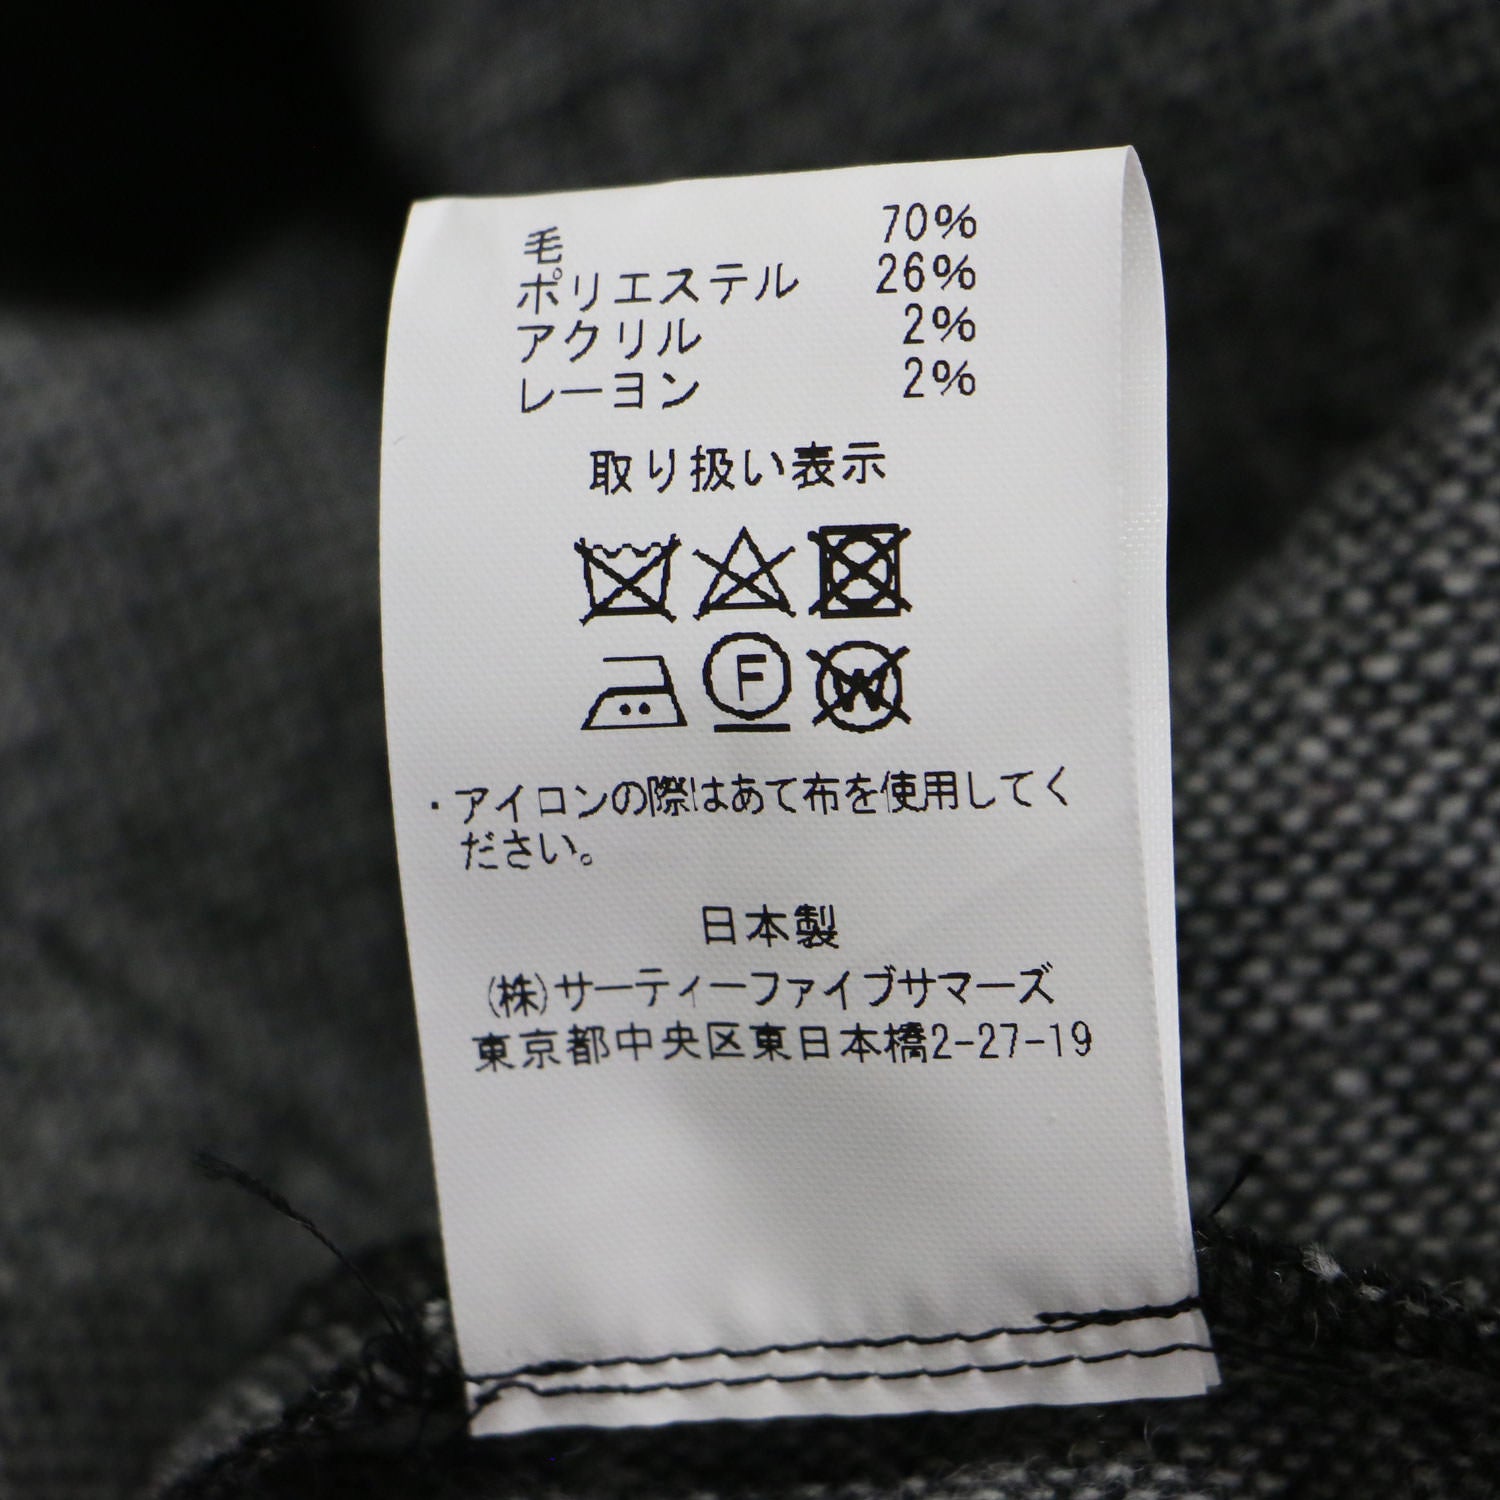 毛 70%
ポリエステル 26%
アクリル 2%
レーヨン 2%
取り扱い表示
F W
・アイロンの際はあて布を使用してく
ださい。
日本製
(株)サーティーファイブサマーズ
東京都中央区東日本橋2-27-19